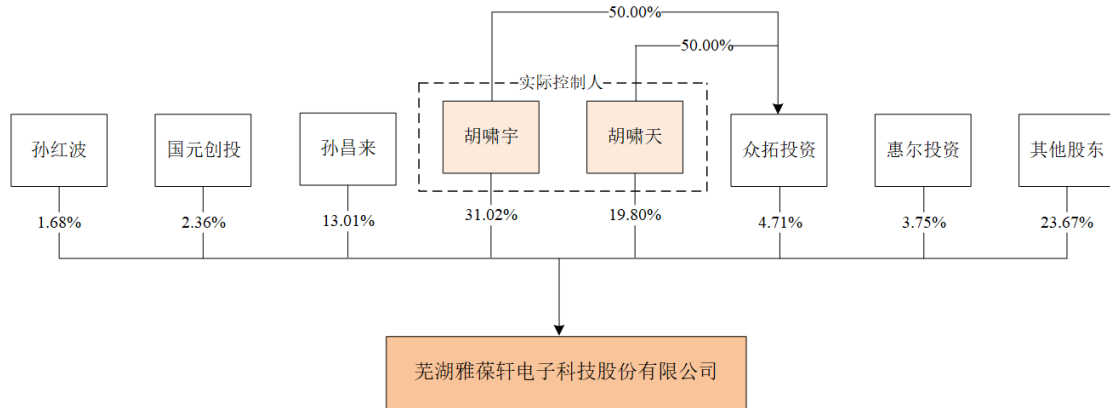 50.00%
50.00%
实际控制人
孙红波
国元创投
孙昌来
胡啸宇
胡啸天
众拓投资
惠尔投资
其他股东
1.68%
2.36%
13.01%
31.02%
19.80%
4.71%
3.75%
23.67%
芜湖雅葆轩电子科技股份有限公司